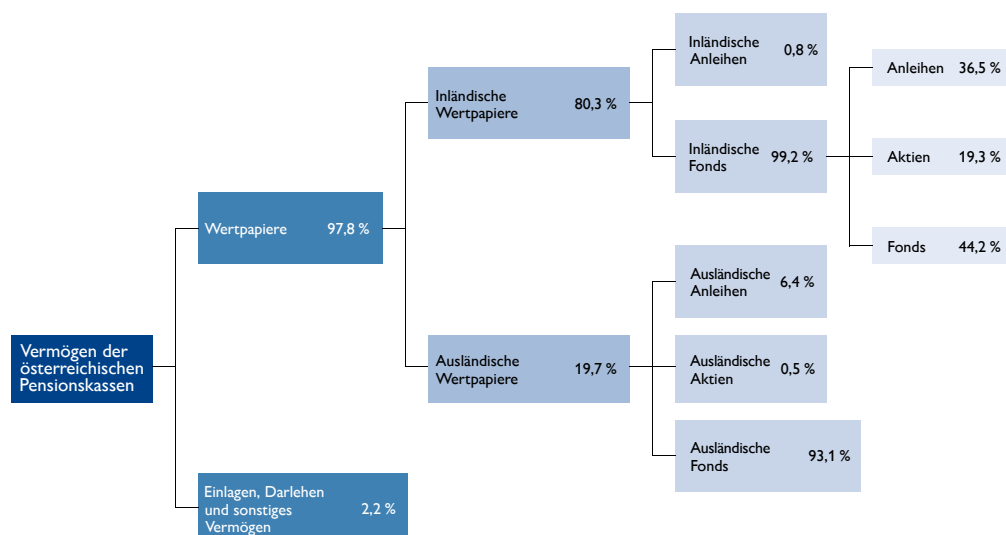 Vermögen der
österreichischen
Pensionskassen
Wertpapiere 97,8 %
Einlagen, Darlehen
und sonstiges 2,2 %
Vermögen
Inländische
Wertpapiere 80,3 %
Ausländische
Wertpapiere 19,7 %
Inländische
Anleihen 0,8 %
Inländische
Fonds 99,2 %
Ausländische
Anleihen 6,4 %
Ausländische
Aktien 0,5 %
Ausländische
Fonds 93,1 %
Anleihen 36,5 %
Aktien 19,3 %
Fonds 44,2 %